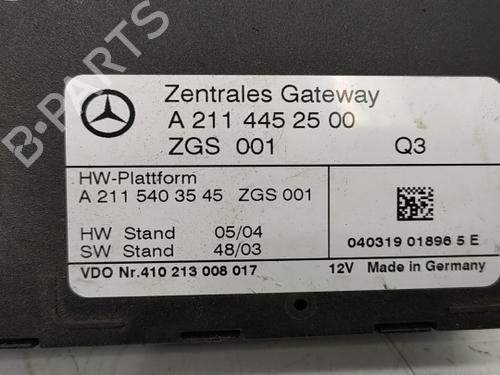 B-PARTS
Zentrales Gateway
A 211 445 25 00
ZGS 001 Q3
HW-Plattform
A 211 540 35 45 ZGS 001
HW Stand 05/04
SW Stand 48/03
040319 01896 5 E
VDO Nr. 410 213 008 017 12V Made in Germany